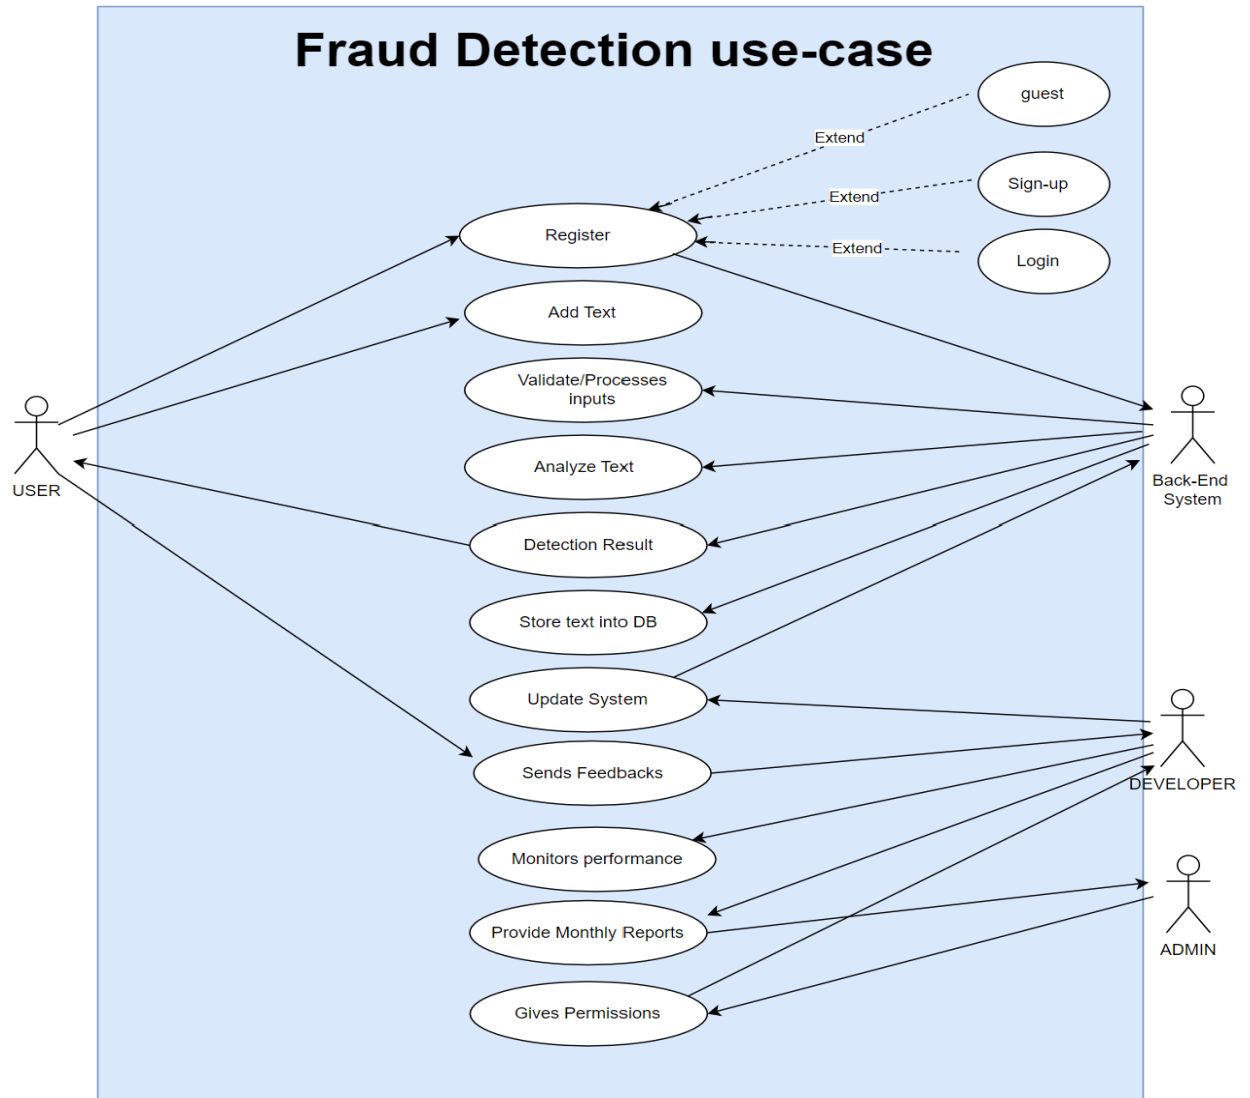 Fraud Detection use-case
guest
Extend
Sign-up
Extend
Register
Extend
Login
Add Text
Validate/Processes
inputs
Analyze Text
USER
Back-End
System
Detection Result
Store text into DB
Update System
Sends Feedbacks
DEVELOPER
Monitors performance
Provide Monthly Reports
ADMIN
Gives Permissions